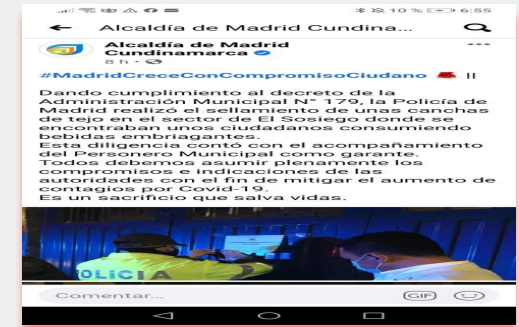 10 % 6:55
Alcaldía de Madrid Cundina...
Alcaldía de Madrid
Cundinamarca
8 h
#MadridCreceConCompromisoCiudano ||
Dando cumplimiento al decreto de la
Administración Municipal N° 179, la Policía de
Madrid realizó el sellamiento de unas canchas
de tejo en el sector de El Sosiego donde se
encontraban unos ciudadanos consumiendo
bebidas embriagantes.
Esta diligencia contó con el acompañamiento
del Personero Municipal como garante.
Todos debemos asumir plenamente los
compromisos e indicaciones de las
autoridades con el fin de mitigar el aumento de
contagios por Covid-19.
Es un sacrificio que salva vidas.
POLICIA
Comentar...
GIF